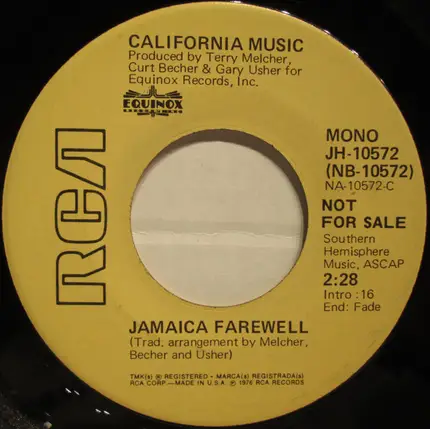 CALIFORNIA MUSIC
Produced by Terry Melcher,
Curt Becher & Gary Usher for
Equinox Records, Inc.
EQUINOX
RECORDS INC.
RCA
MONO
JH-10572
(NB-10572)
NA-10572-C
NOT
FOR SALE
Southern
Hemisphere
Music, ASCAP
2:28
Intro : 16
End: Fade
JAMAICA FAREWELL
(Trad. arrangement by Melcher,
Becher and Usher)
TMK(s) ® REGISTERED • MARCA(s) REGISTRADA(s)
RCA CORP.—MADE IN U.S.A. ℗ 1976 RCA RECORDS